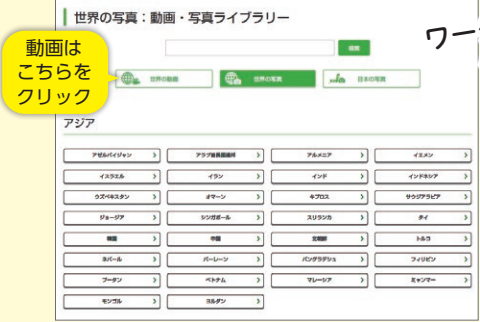 世界の写真：動画・写真ライブラリー
検索
ワー
動画は
こちらを
クリック
世界の動画
世界の写真
日本の写真
アジア
アゼルバイジャン
アラブ首長国連邦
アルメニア
イエメン
イスラエル
イラン
インド
インドネシア
ウズベキスタン
オマーン
キプロス
サウジアラビア
ジョージア
シンガポール
スリランカ
タイ
韓国
中国
北朝鮮
トルコ
ネパール
バーレーン
バングラデシュ
フィリピン
ブータン
ベトナム
マレーシア
ミャンマー
モンゴル
ヨルダン